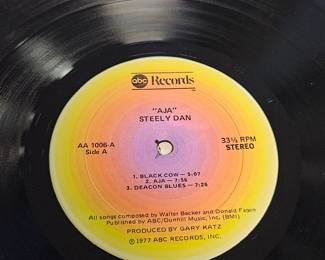 abc Records
"AJA"
STEELY DAN
AA 1006-A
Side A
33⅓ RPM
STEREO
1. BLACK COW — 5:07
2. AJA — 7:56
3. DEACON BLUES — 7:26
All songs composed by Walter Becker and Donald Fagen
Published by ABC/Dunhill Music, Inc. (BMI)
PRODUCED BY GARY KATZ
Ⓟ1977 ABC RECORDS, INC.